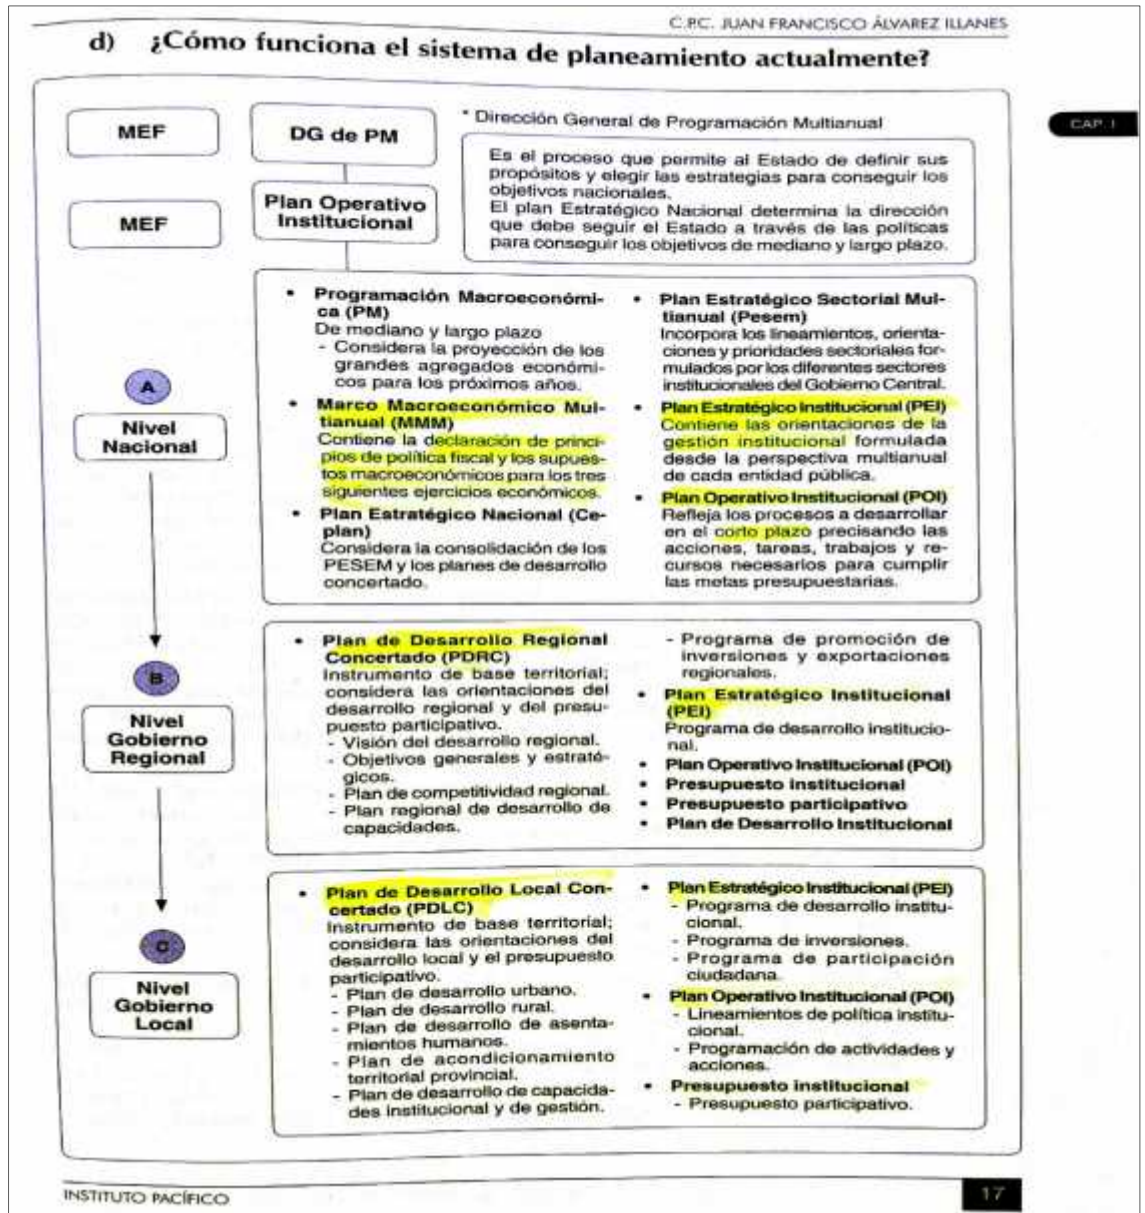 C.P.C. JUAN FRANCISCO ÁLVAREZ ILLANES
d) ¿Cómo funciona el sistema de planeamiento actualmente?
CAP. I
MEF
DG de PM
* Dirección General de Programación Multianual
Es el proceso que permite al Estado de definir sus
propósitos y elegir las estrategias para conseguir los
objetivos nacionales.
El plan Estratégico Nacional determina la dirección
que debe seguir el Estado a través de las políticas
para conseguir los objetivos de mediano y largo plazo.
MEF
Plan Operativo
Institucional
A
Nivel
Nacional
• Programación Macroeconómi-
ca (PM)
De mediano y largo plazo
- Considera la proyección de los
grandes agregados económi-
cos para los próximos años.
• Marco Macroeconómico Mul-
tianual (MMM)
Contiene la declaración de princi-
pios de política fiscal y los supues-
tos macroeconómicos para los tres
siguientes ejercicios económicos.
• Plan Estratégico Nacional (Ce-
plan)
Considera la consolidación de los
PESEM y los planes de desarrollo
concertado.
• Plan Estratégico Sectorial Mul-
tianual (Pesem)
Incorpora los lineamientos, orienta-
ciones y prioridades sectoriales for-
mulados por los diferentes sectores
institucionales del Gobierno Central.
• Plan Estratégico Institucional (PEI)
Contiene las orientaciones de la
gestión institucional formulada
desde la perspectiva multianual
de cada entidad pública.
• Plan Operativo Institucional (POI)
Refleja los procesos a desarrollar
en el corto plazo precisando las
acciones, tareas, trabajos y re-
cursos necesarios para cumplir
las metas presupuestarias.
B
Nivel
Gobierno
Regional
• Plan de Desarrollo Regional
Concertado (PDRC)
Instrumento de base territorial;
considera las orientaciones del
desarrollo regional y del presu-
puesto participativo.
- Visión del desarrollo regional.
- Objetivos generales y estraté-
gicos.
- Plan de competitividad regional.
- Plan regional de desarrollo de
capacidades.
- Programa de promoción de
inversiones y exportaciones
regionales.
• Plan Estratégico Institucional
(PEI)
Programa de desarrollo institucio-
nal.
• Plan Operativo Institucional (POI)
• Presupuesto institucional
• Presupuesto participativo
• Plan de Desarrollo Institucional
C
Nivel
Gobierno
Local
• Plan de Desarrollo Local Con-
certado (PDLC)
Instrumento de base territorial;
considera las orientaciones del
desarrollo local y el presupuesto
participativo.
- Plan de desarrollo urbano.
- Plan de desarrollo rural.
- Plan de desarrollo de asenta-
mientos humanos.
- Plan de acondicionamiento
territorial provincial.
- Plan de desarrollo de capacida-
des institucional y de gestión.
• Plan Estratégico Institucional (PEI)
- Programa de desarrollo institu-
cional.
- Programa de inversiones.
- Programa de participación
ciudadana.
• Plan Operativo Institucional (POI)
- Lineamientos de política institu-
cional.
- Programación de actividades y
acciones.
• Presupuesto institucional
- Presupuesto participativo.
INSTITUTO PACÍFICO
17